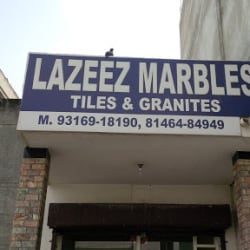 LAZEEZ MARBLES
TILES & GRANITES
M. 93169-18190, 81464-84949